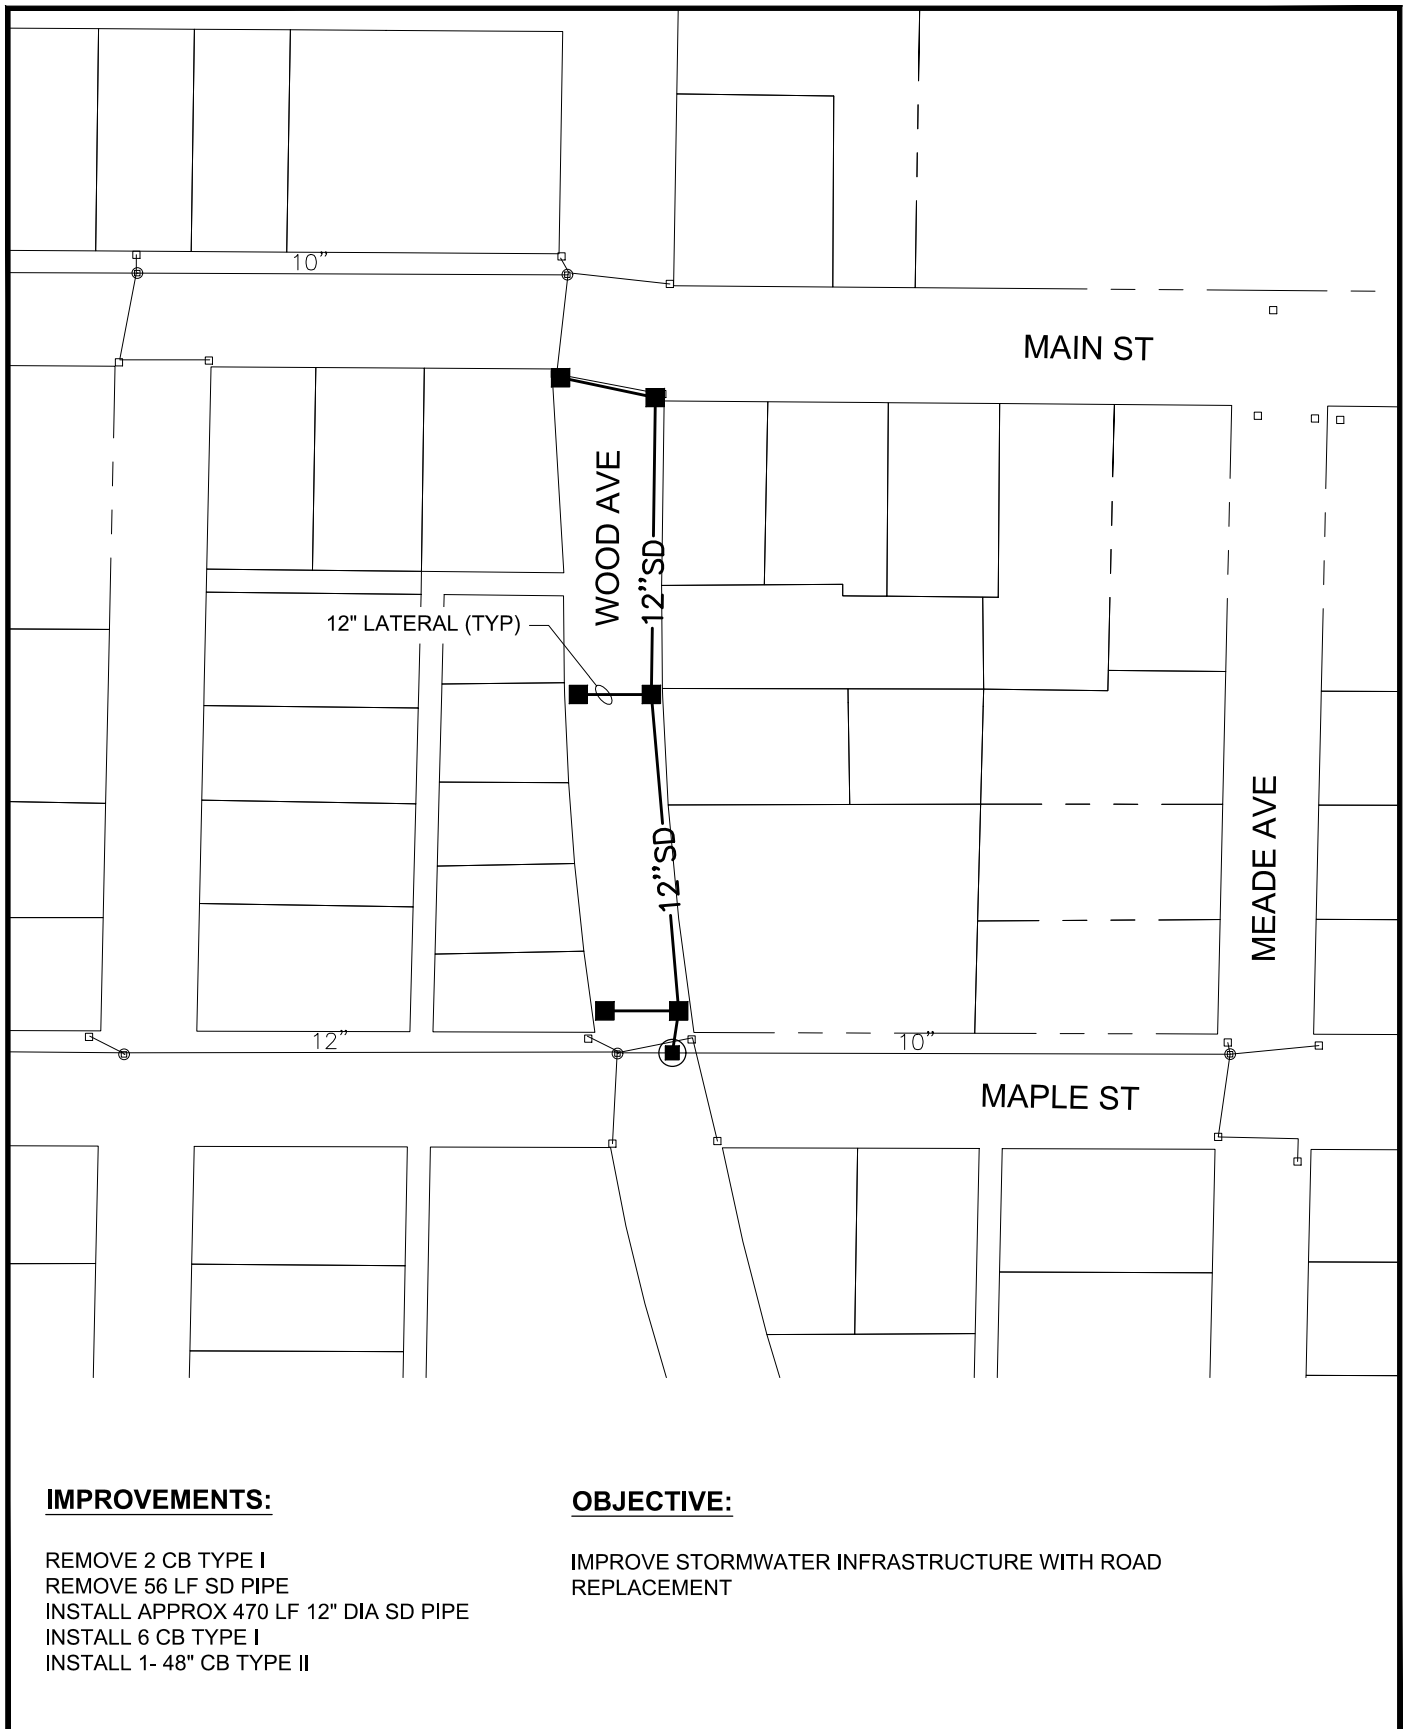 10”
MAIN ST
WOOD AVE
12”SD
12" LATERAL (TYP)
12”SD
MEADE AVE
12”
10”
MAPLE ST
IMPROVEMENTS:
REMOVE 2 CB TYPE I
REMOVE 56 LF SD PIPE
INSTALL APPROX 470 LF 12" DIA SD PIPE
INSTALL 6 CB TYPE I
INSTALL 1- 48" CB TYPE II
OBJECTIVE:
IMPROVE STORMWATER INFRASTRUCTURE WITH ROAD
REPLACEMENT